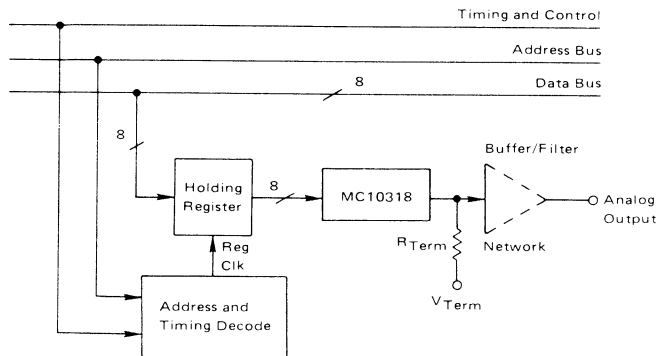 Timing and Control
Address Bus
8
Data Bus
8
Buffer/Filter
Holding
Register
8
MC10318
Analog
Output
RTerm
Network
Reg
Clk
VTerm
Address and
Timing Decode